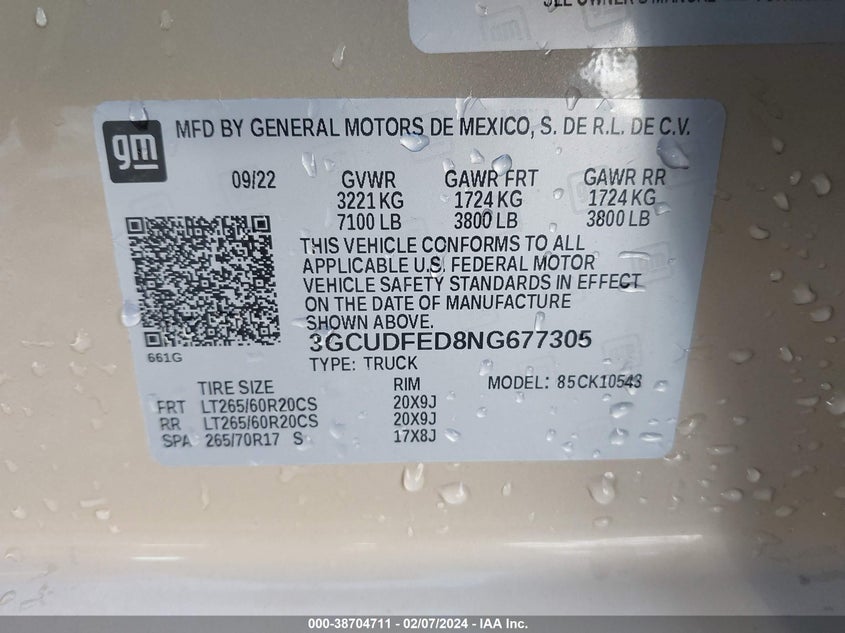 SEE OWNER'S MANUAL
gm
MFD BY GENERAL MOTORS DE MEXICO, S. DE R.L. DE C.V.
09/22 GVWR GAWR FRT GAWR RR
3221 KG 1724 KG 1724 KG
7100 LB 3800 LB 3800 LB
THIS VEHICLE CONFORMS TO ALL
APPLICABLE U.S. FEDERAL MOTOR
VEHICLE SAFETY STANDARDS IN EFFECT
ON THE DATE OF MANUFACTURE
SHOWN ABOVE.
3GCUDFED8NG677305
661G
TYPE: TRUCK
TIRE SIZE RIM MODEL: 85CK10543
FRT LT265/60R20CS 20X9J
RR LT265/60R20CS 20X9J
SPA 265/70R17 S 17X8J
000-38704711 - 02/07/2024 - IAA Inc.